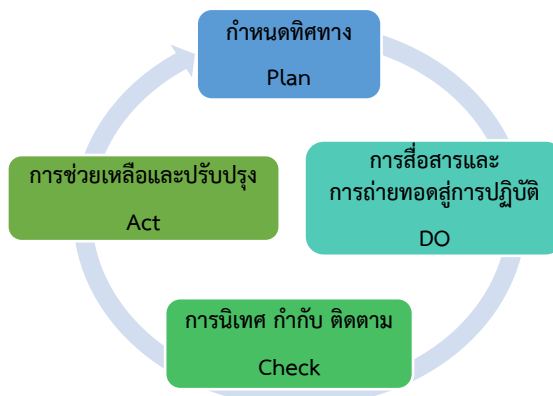 กำหนดทิศทาง
Plan
การสื่อสารและ
การถ่ายทอดสู่การปฏิบัติ
DO
การนิเทศ กำกับ ติดตาม
Check
การช่วยเหลือและปรับปรุง
Act